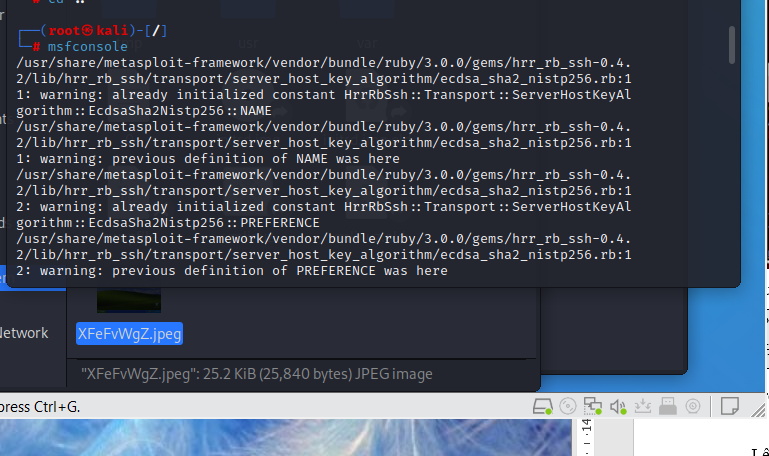 # cd ..
┌──(root㉿kali)-[/]
└─# msfconsole
/usr/share/metasploit-framework/vendor/bundle/ruby/3.0.0/gems/hrr_rb_ssh-0.4.
2/lib/hrr_rb_ssh/transport/server_host_key_algorithm/ecdsa_sha2_nistp256.rb:1
1: warning: already initialized constant HrrRbSsh::Transport::ServerHostKeyAl
gorithm::EcdsaSha2Nistp256::NAME
/usr/share/metasploit-framework/vendor/bundle/ruby/3.0.0/gems/hrr_rb_ssh-0.4.
2/lib/hrr_rb_ssh/transport/server_host_key_algorithm/ecdsa_sha2_nistp256.rb:1
1: warning: previous definition of NAME was here
/usr/share/metasploit-framework/vendor/bundle/ruby/3.0.0/gems/hrr_rb_ssh-0.4.
2/lib/hrr_rb_ssh/transport/server_host_key_algorithm/ecdsa_sha2_nistp256.rb:1
2: warning: already initialized constant HrrRbSsh::Transport::ServerHostKeyAl
gorithm::EcdsaSha2Nistp256::PREFERENCE
/usr/share/metasploit-framework/vendor/bundle/ruby/3.0.0/gems/hrr_rb_ssh-0.4.
2/lib/hrr_rb_ssh/transport/server_host_key_algorithm/ecdsa_sha2_nistp256.rb:1
2: warning: previous definition of PREFERENCE was here
usr
var
etwork
XFeFvWgZ.jpeg
"XFeFvWgZ.jpeg": 25.2 KiB (25,840 bytes) JPEG image
press Ctrl+G.
14
Lê